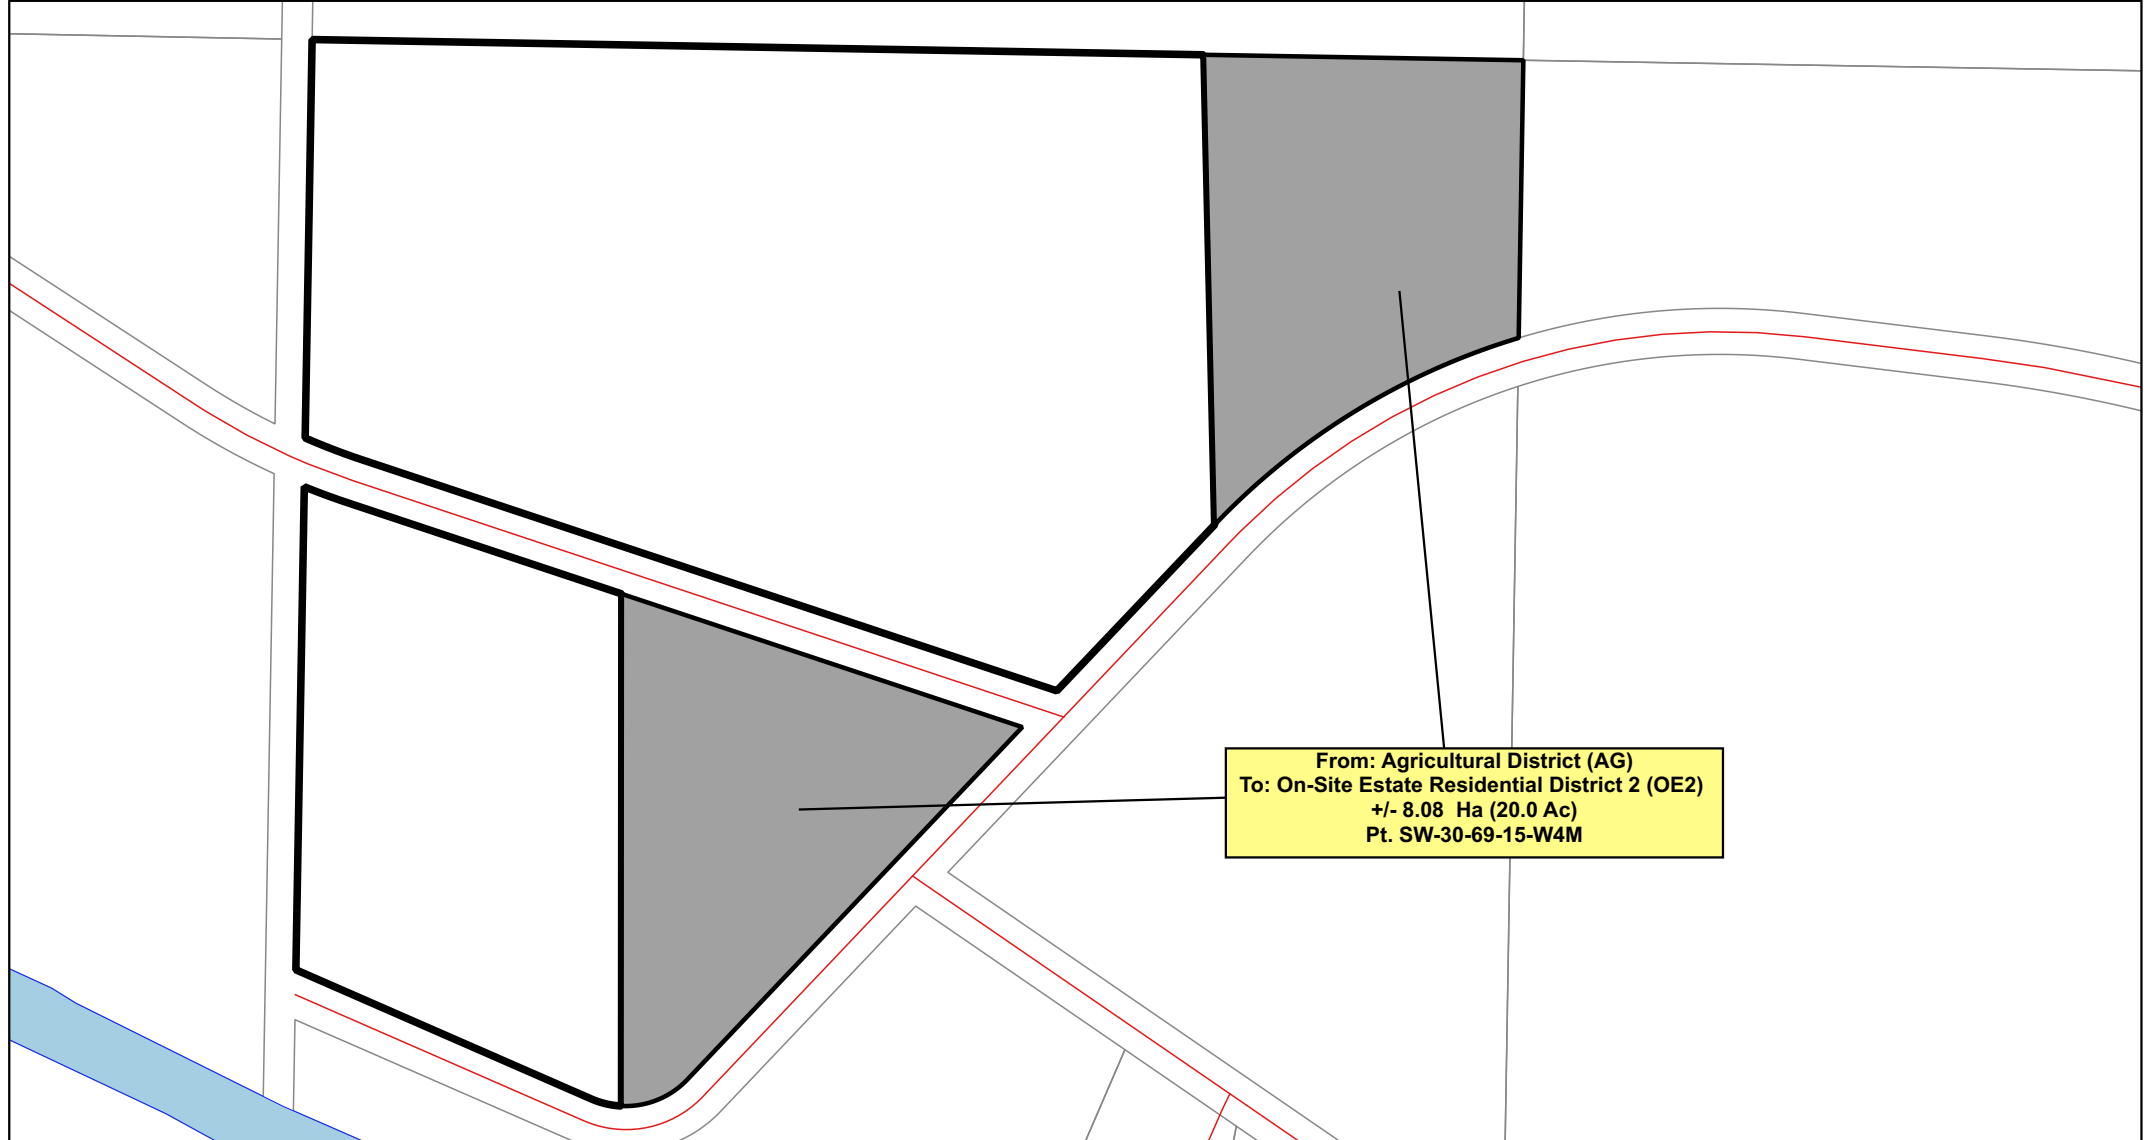 From: Agricultural District (AG)
To: On-Site Estate Residential District 2 (OE2)
+/- 8.08 Ha (20.0 Ac)
Pt. SW-30-69-15-W4M